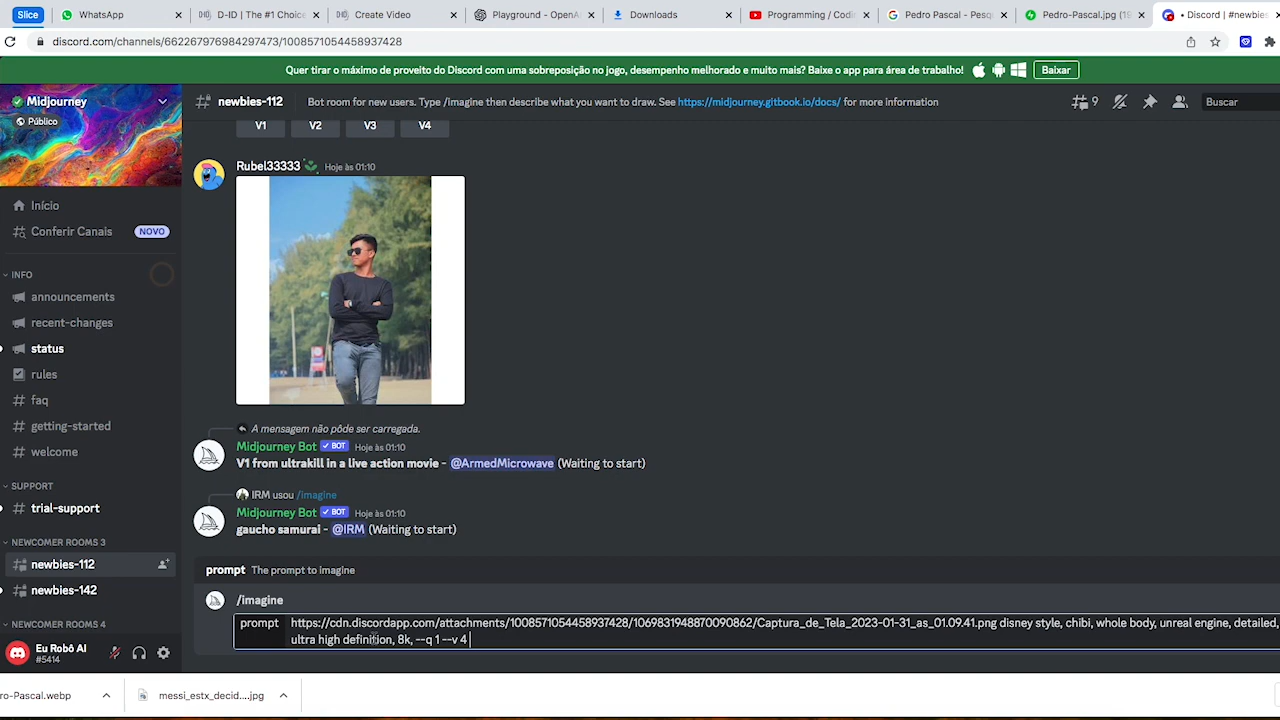 Slice
WhatsApp
D-ID | The #1 Choice
Create Video
Playground - OpenA
Downloads
Programming / Codi
Pedro Pascal - Pesqu
Pedro-Pascal.jpg (19
• Discord | #newbies
discord.com/channels/662267976984297473/1008571054458937428
Quer tirar o máximo de proveito do Discord com uma sobreposição no jogo, desempenho melhorado e muito mais? Baixe o app para área de trabalho!
Baixar
Midjourney
Público
newbies-112
Bot room for new users. Type /imagine then describe what you want to draw. See https://midjourney.gitbook.io/docs/ for more information
9
Buscar
V1
V2
V3
V4
Rubel33333
Hoje às 01:10
Início
Conferir Canais
NOVO
INFO
announcements
recent-changes
status
rules
faq
getting-started
welcome
SUPPORT
trial-support
NEWCOMER ROOMS 3
newbies-112
newbies-142
NEWCOMER ROOMS 4
A mensagem não pôde ser carregada.
Midjourney Bot ✓ BOT Hoje às 01:10
V1 from ultrakill in a live action movie - @ArmedMicrowave (Waiting to start)
IRM usou /imagine
Midjourney Bot ✓ BOT Hoje às 01:10
gaucho samurai - @IRM (Waiting to start)
prompt The prompt to imagine
/imagine
prompt https://cdn.discordapp.com/attachments/1008571054458937428/1069831948870090862/Captura_de_Tela_2023-01-31_as_01.09.41.png disney style, chibi, whole body, unreal engine, detailed,
ultra high definition, 8k, --q 1 --v 4
Eu Robô AI
#5414
ro-Pascal.webp
messi_estx_decid....jpg